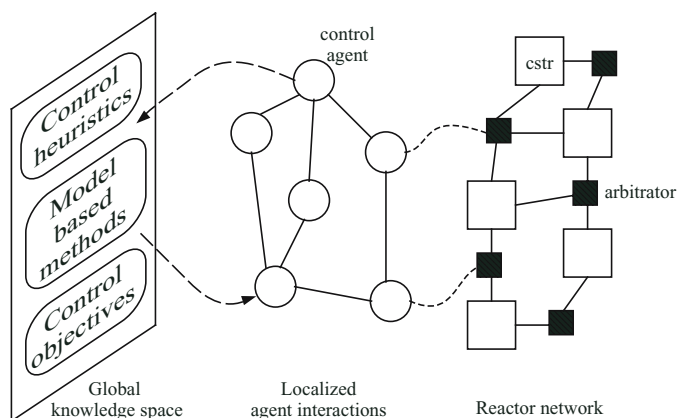 control
agent
cstr
Control
heuristics
Model
based
methods
Control
objectives
arbitrator
Global
knowledge space
Localized
agent interactions
Reactor network